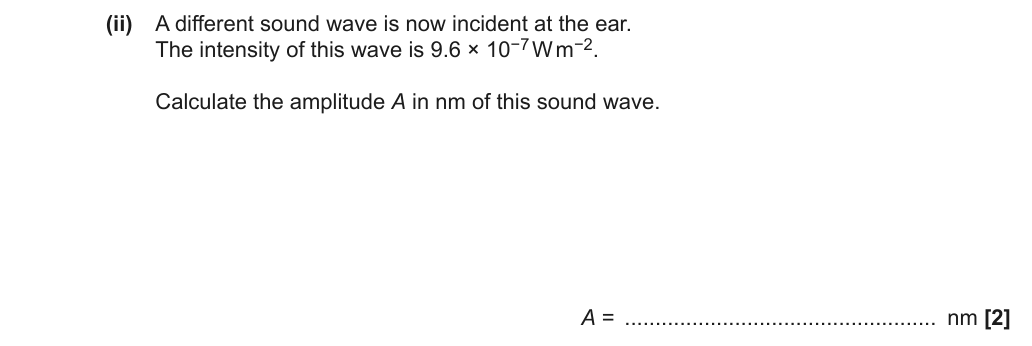 (ii) A different sound wave is now incident at the ear.
The intensity of this wave is 9.6 × 10⁻⁷ W m⁻².
Calculate the amplitude A in nm of this sound wave.
A = .................................................. nm [2]